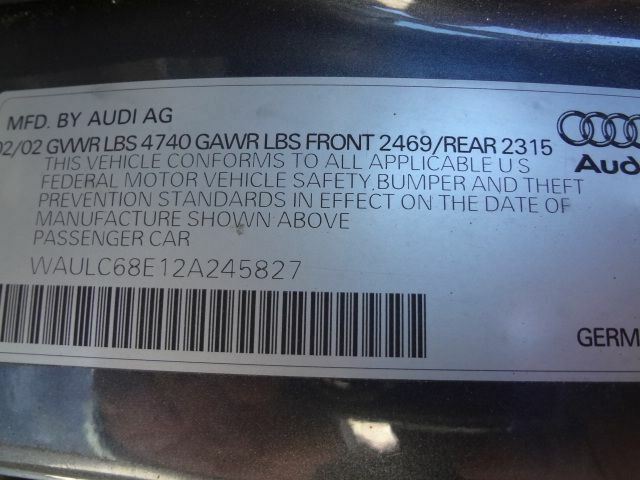 MFD. BY AUDI AG
02/02 GVWR LBS 4740 GAWR LBS FRONT 2469/REAR 2315
THIS VEHICLE CONFORMS TO ALL APPLICABLE U S
FEDERAL MOTOR VEHICLE SAFETY, BUMPER AND THEFT
PREVENTION STANDARDS IN EFFECT ON THE DATE OF
MANUFACTURE SHOWN ABOVE
PASSENGER CAR
WAULC68E12A245827
Aud
GERM